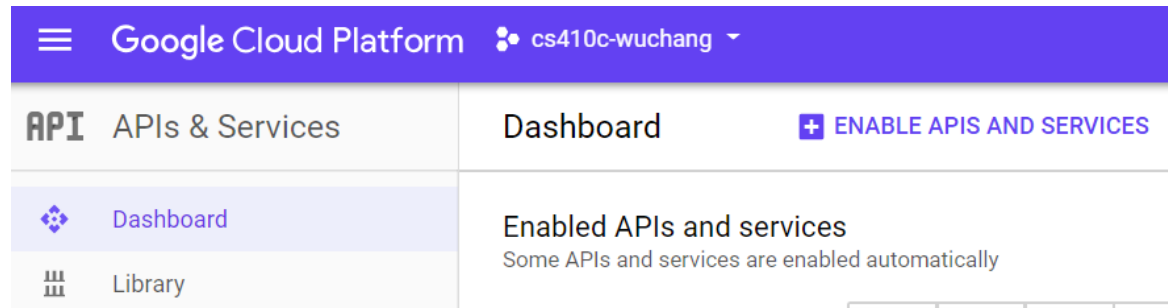 Google Cloud Platform cs410c-wuchang
API APIs & Services
Dashboard ENABLE APIS AND SERVICES
Dashboard
Library
Enabled APIs and services
Some APIs and services are enabled automatically